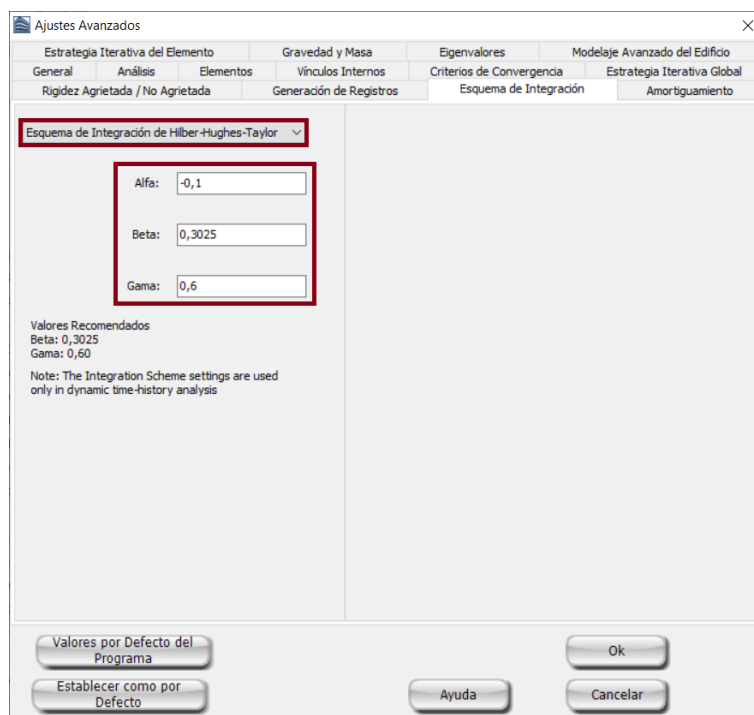 Ajustes Avanzados
Estrategia Iterativa del Elemento Gravedad y Masa Eigenvalores Modelaje Avanzado del Edificio
General Análisis Elementos Vínculos Internos Criterios de Convergencia Estrategia Iterativa Global
Rigidez Agrietada / No Agrietada Generación de Registros Esquema de Integración Amortiguamiento
Esquema de Integración de Hilber-Hughes-Taylor
Alfa: -0,1
Beta: 0,3025
Gama: 0,6
Valores Recomendados
Beta: 0,3025
Gama: 0,60
Note: The Integration Scheme settings are used
only in dynamic time-history analysis
Valores por Defecto del
Programa
Ok
Establecer como por
Defecto
Ayuda
Cancelar